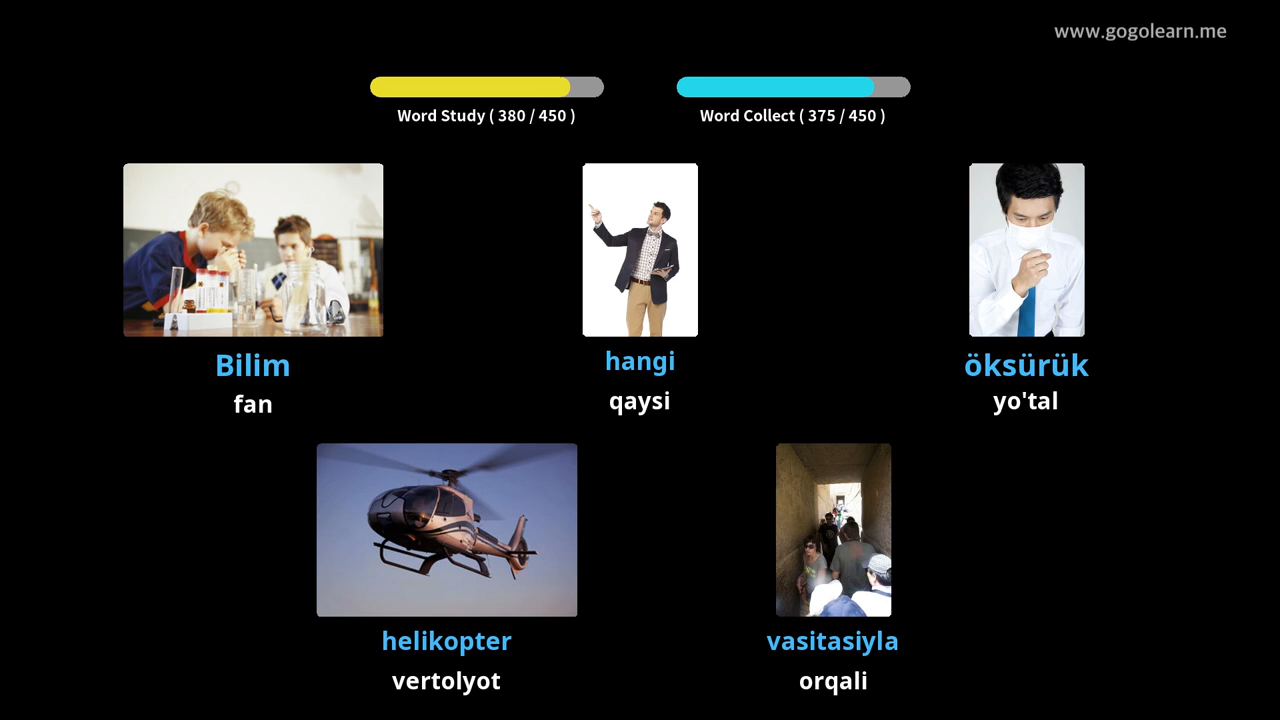 www.gogolearn.me
Word Study ( 380 / 450 )
Word Collect ( 375 / 450 )
Bilim
fan
hangi
qaysi
öksürük
yo'tal
helikopter
vertolyot
vasitasiyla
orqali